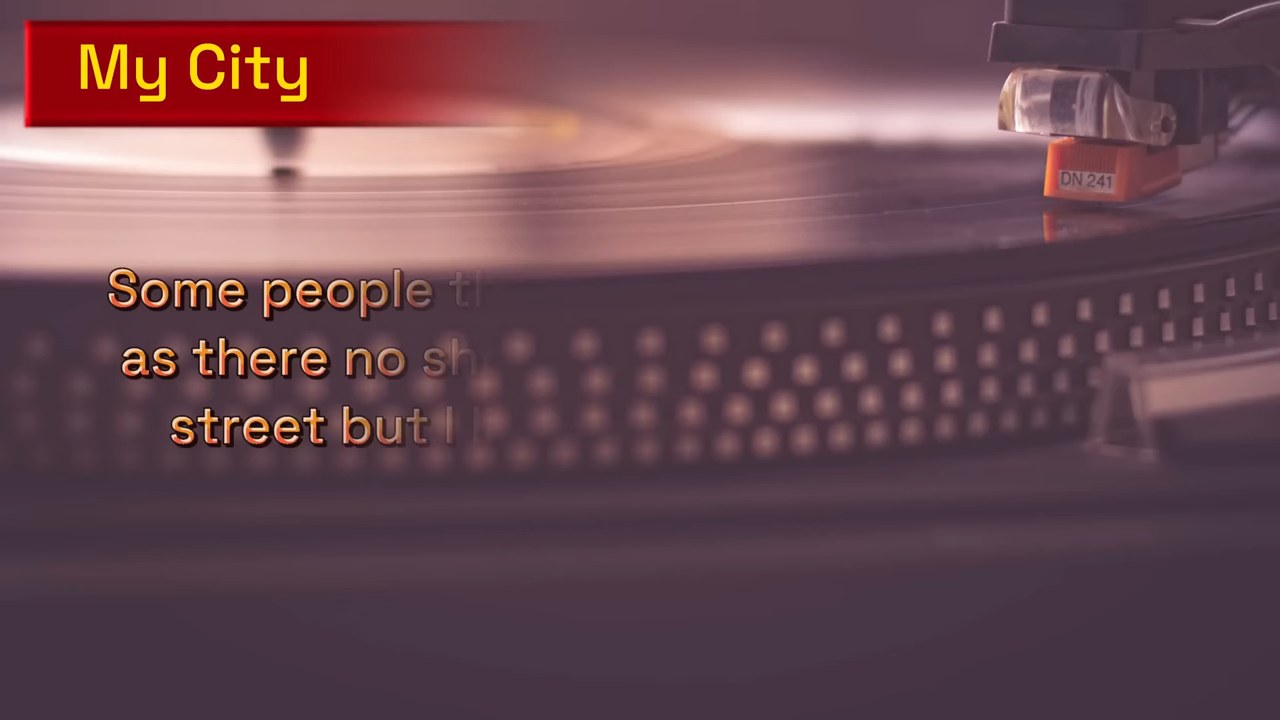 My City
DN 241
Some people
as there no
street but I